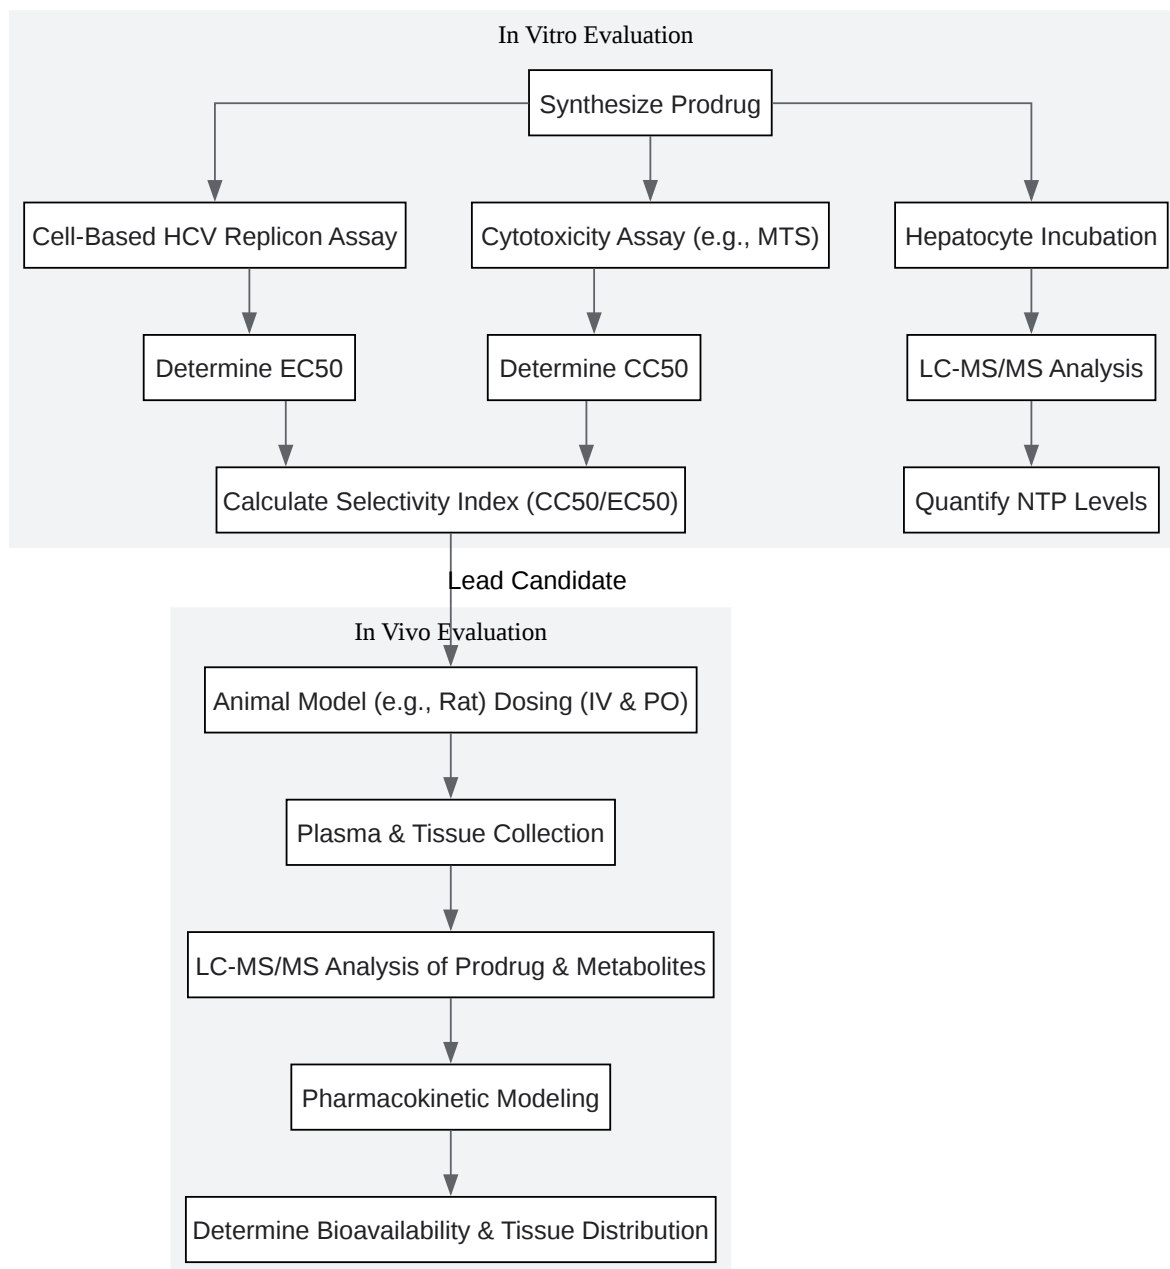 In Vitro Evaluation
Synthesize Prodrug
Cell-Based HCV Replicon Assay
Cytotoxicity Assay (e.g., MTS)
Hepatocyte Incubation
Determine EC50
Determine CC50
LC-MS/MS Analysis
Calculate Selectivity Index (CC50/EC50)
Quantify NTP Levels
Lead Candidate
In Vivo Evaluation
Animal Model (e.g., Rat) Dosing (IV & PO)
Plasma & Tissue Collection
LC-MS/MS Analysis of Prodrug & Metabolites
Pharmacokinetic Modeling
Determine Bioavailability & Tissue Distribution